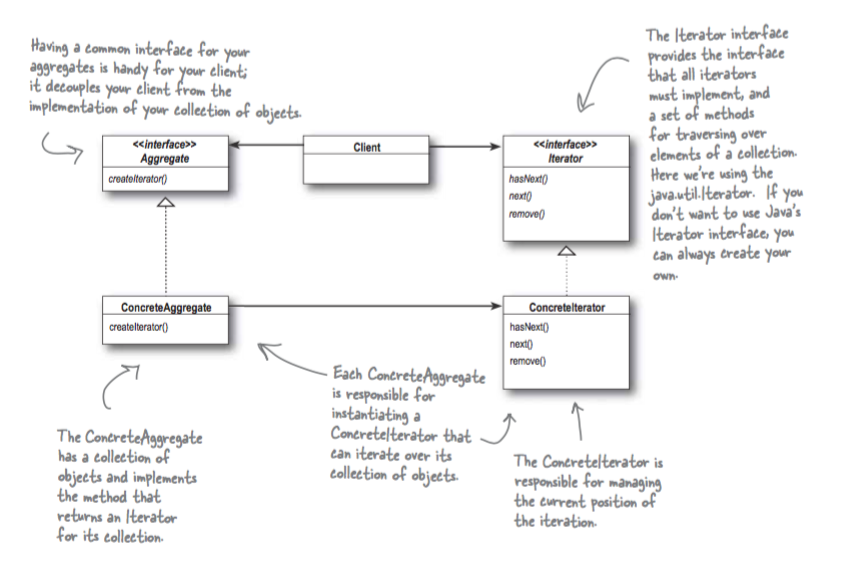 Having a common interface for your
aggregates is handy for your client;
it decouples your client from the
implementation of your collection of objects.
The Iterator interface
provides the interface
that all iterators
must implement, and
a set of methods
for traversing over
elements of a collection.
Here we're using the
java.util.Iterator. If you
don't want to use Java's
Iterator interface, you
can always create your
own.
<<interface>>
Aggregate
createIterator()
Client
<<interface>>
Iterator
hasNext()
next()
remove()
ConcreteAggregate
createIterator()
ConcreteIterator
hasNext()
next()
remove()
Each ConcreteAggregate
is responsible for
instantiating a
ConcreteIterator that
can iterate over its
collection of objects.
The ConcreteAggregate
has a collection of
objects and implements
the method that
returns an Iterator
for its collection.
The ConcreteIterator is
responsible for managing
the current position of
the iteration.